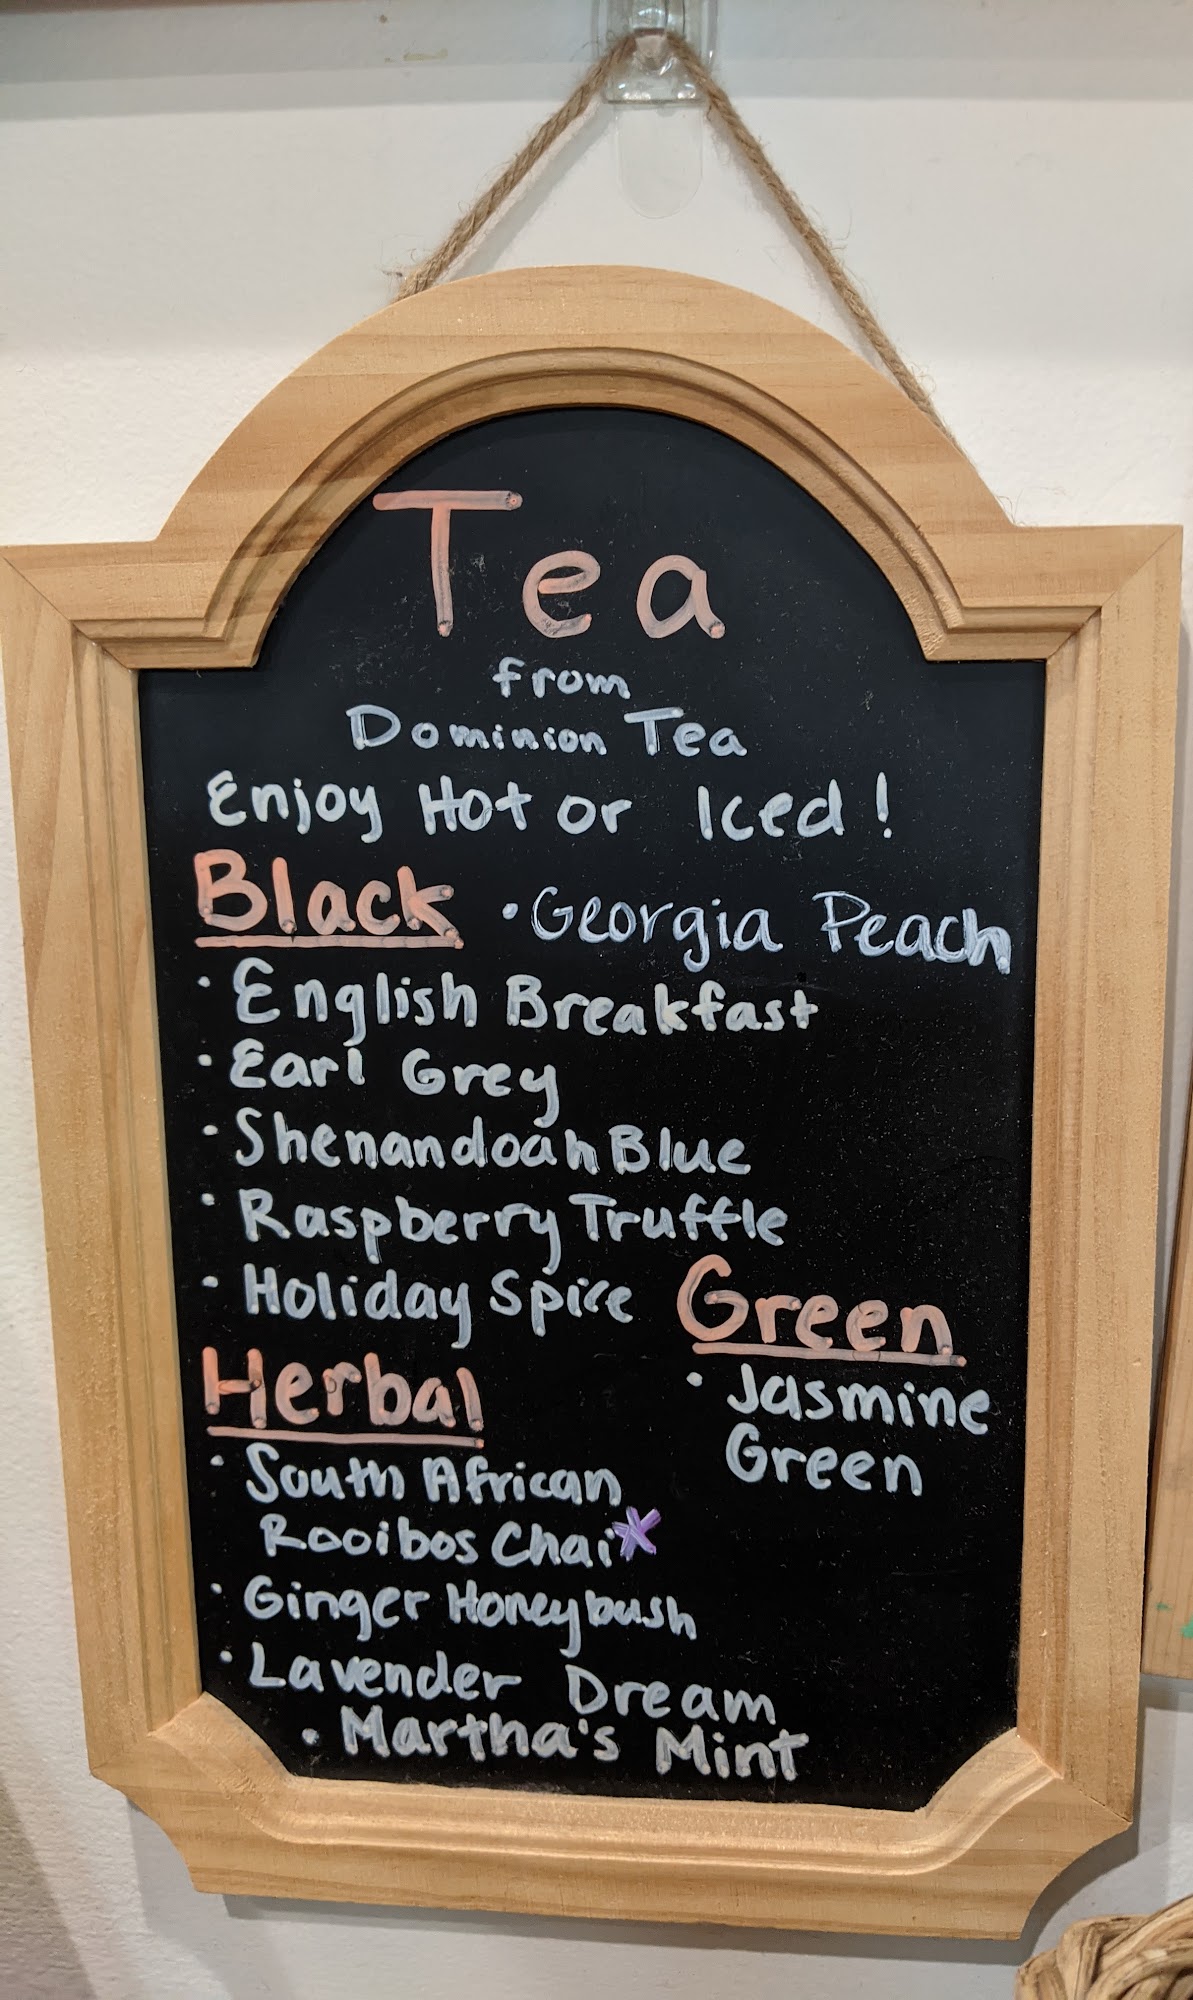 Tea
from
Dominion Tea
Enjoy Hot or Iced!
Black • Georgia Peach
• English Breakfast
• Earl Grey
• Shenandoah Blue
• Raspberry Truffle
• Holiday Spice
Green
• Jasmine
Green
Herbal
• South African
Rooibos Chai*
• Ginger Honeybush
• Lavender Dream
• Martha's Mint